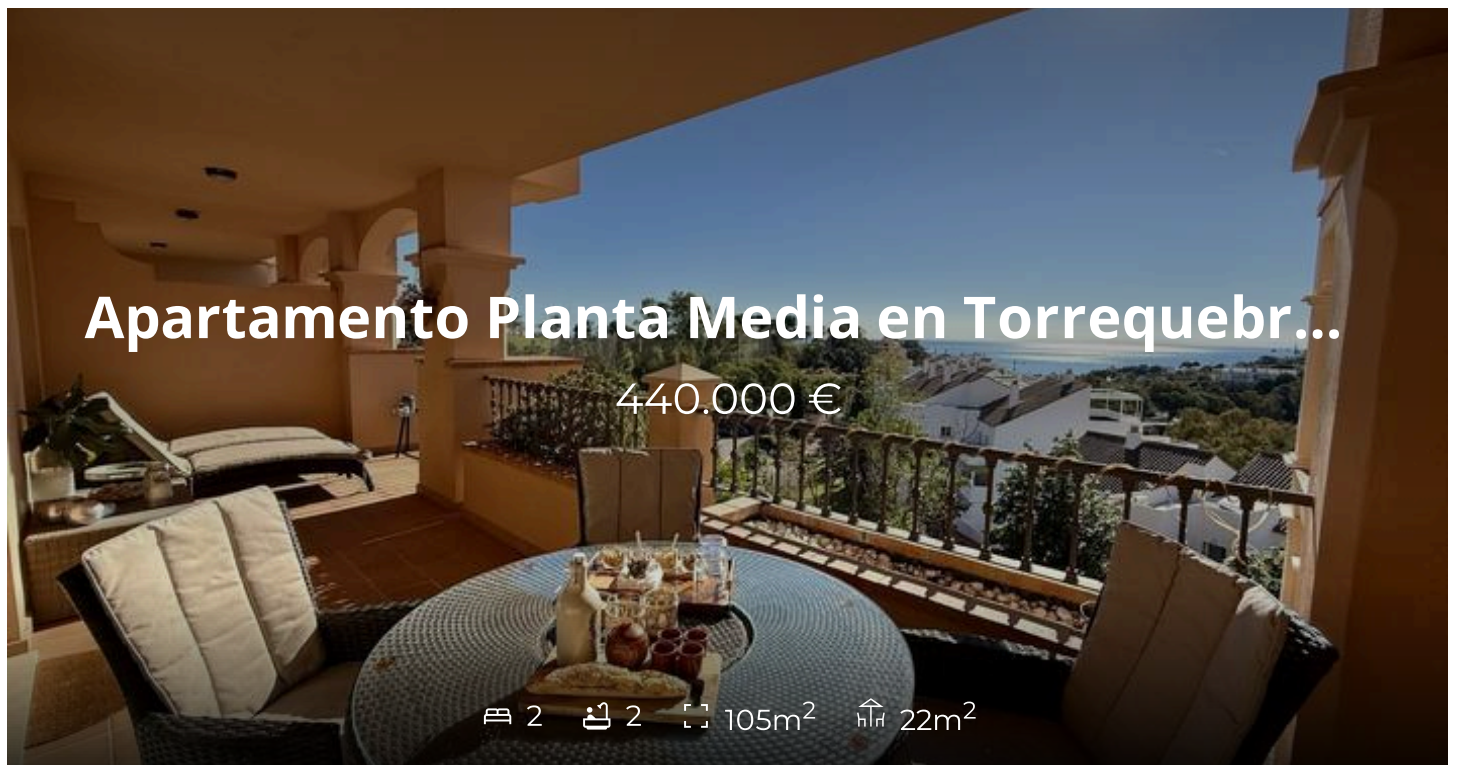 Apartamento Planta Media en Torrequebr...
440.000 €
2 2 105m² 22m²